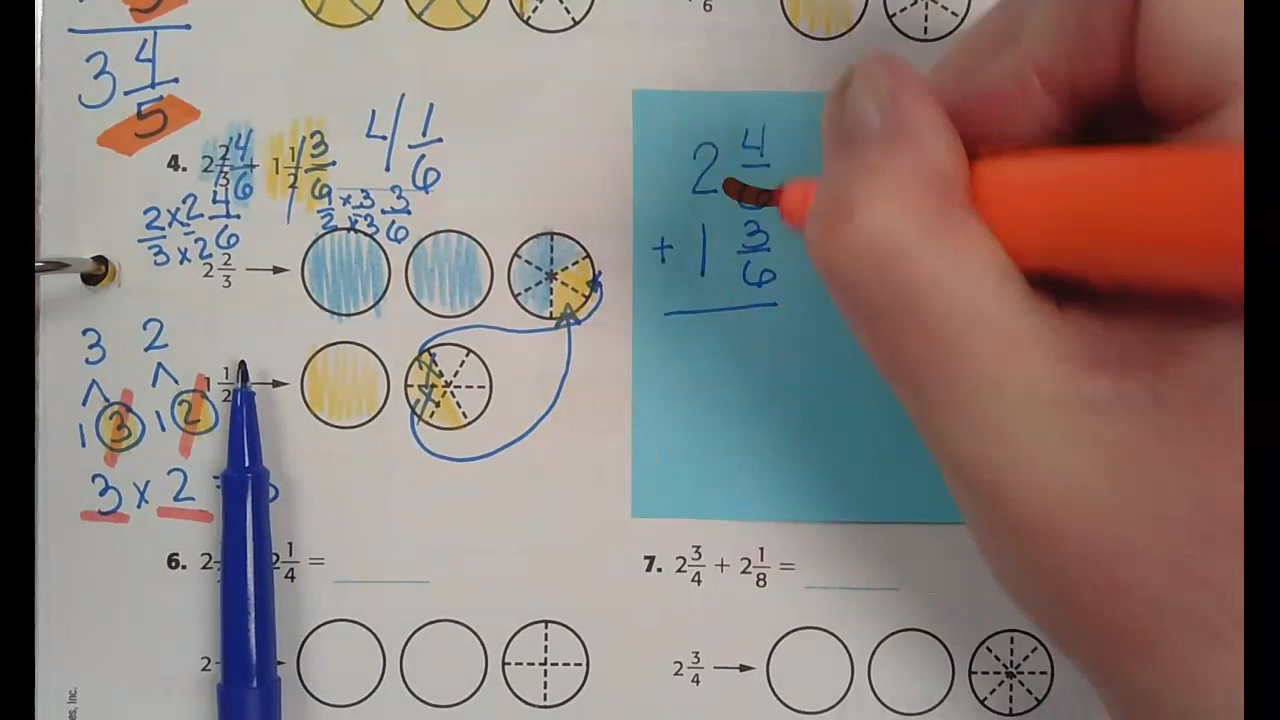 3 4/5
6
4. 2 2/3 4/6 + 1 1/2 3/6 4 1/6
2/3 × 2/2 4/6
1/2 × 3/3 3/6
2 2/3
3 2
1 3 1 2
1 1/2
3 × 2 =
2 4
+ 1 3/6
6. 2 2 1/4 =
7. 2 3/4 + 2 1/8 =
2
2 3/4
es, Inc.